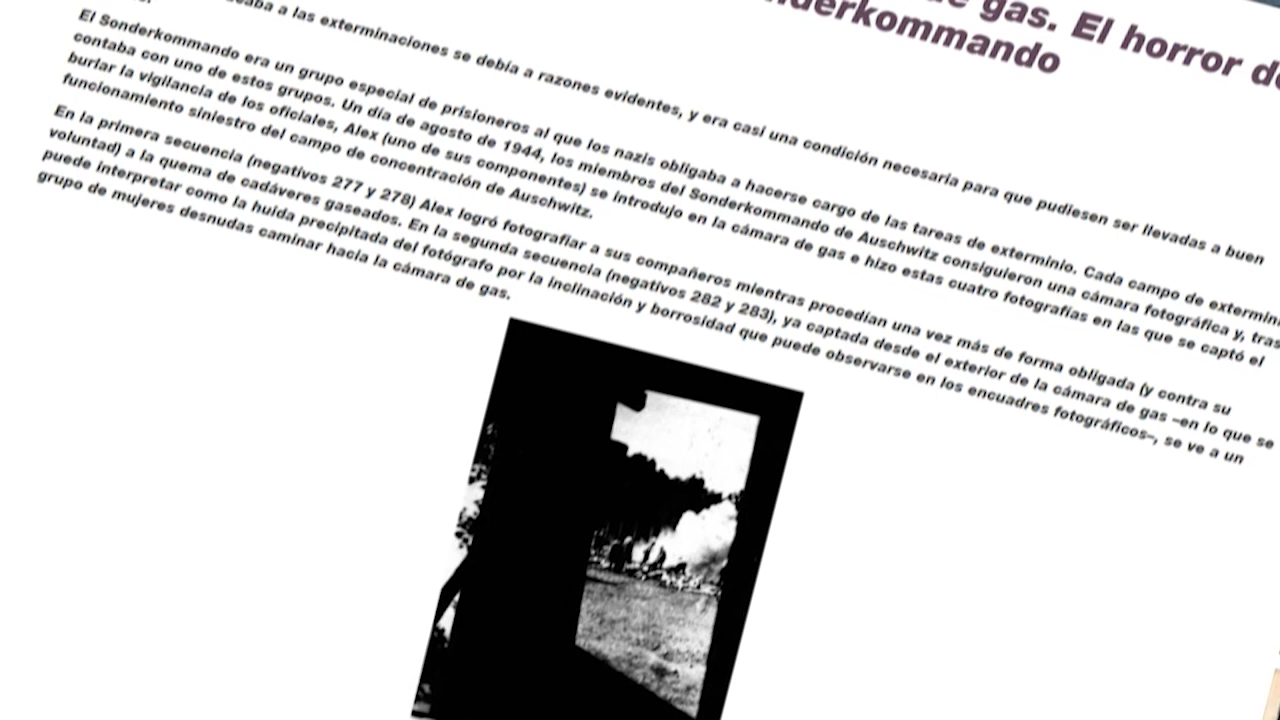 de gas. El horror de
Sonderkommando
a las exterminaciones se debía a razones evidentes, y era casi una condición necesaria para que pudiesen ser llevadas a buen
El Sonderkommando era un grupo especial de prisioneros al que los nazis obligaba a hacerse cargo de las tareas de exterminio. Cada campo de extermin
contaba con uno de estos grupos. Un día de agosto de 1944, los miembros del Sonderkommando de Auschwitz consiguieron una cámara fotográfica y, tras
burlar la vigilancia de los oficiales, Alex (uno de sus componentes) se introdujo en la cámara de gas e hizo estas cuatro fotografías en las que se captó el
funcionamiento siniestro del campo de concentración de Auschwitz.
En la primera secuencia (negativos 277 y 278) Alex logró fotografiar a sus compañeros mientras procedían una vez más de forma obligada (y contra su
voluntad) a la quema de cadáveres gaseados. En la segunda secuencia (negativos 282 y 283), ya captada desde el exterior de la cámara de gas –en lo que se
puede interpretar como la huida precipitada del fotógrafo por la inclinación y borrosidad que puede observarse en los encuadres fotográficos–, se ve a un
grupo de mujeres desnudas caminar hacia la cámara de gas.